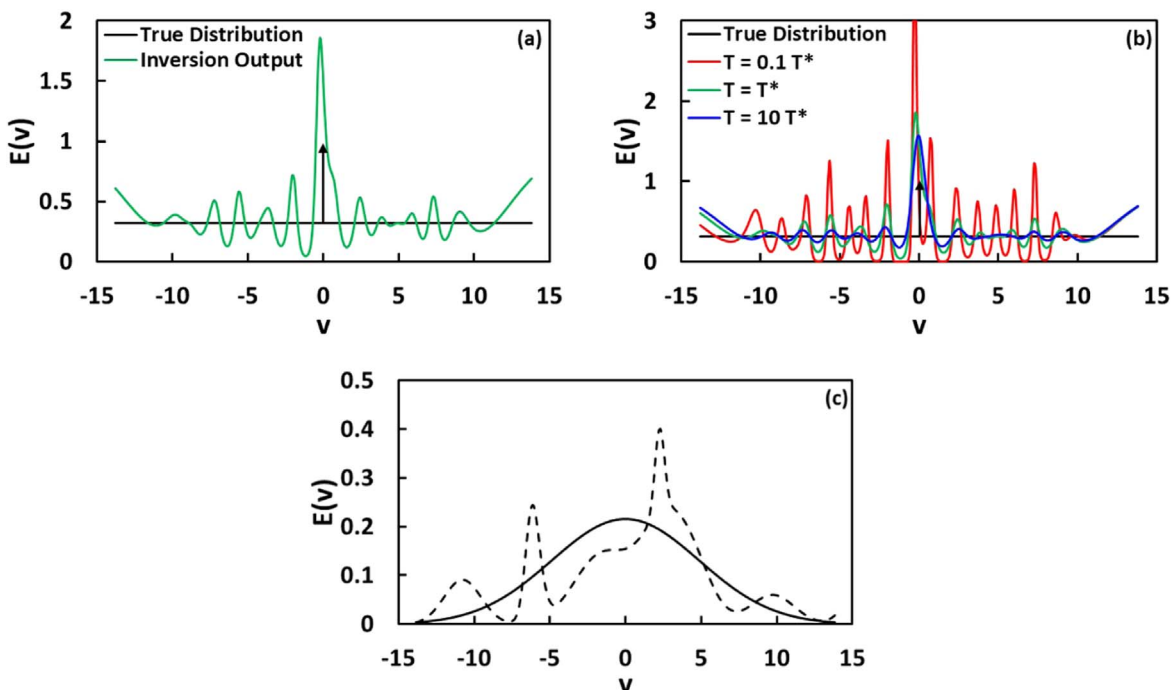 True Distribution
Inversion Output
(a)
E(v)
2
1.5
1
0.5
0
-15 -10 -5 0 5 10 15
v
True Distribution
T = 0.1 T*
T = T*
T = 10 T*
(b)
E(v)
3
2
1
0
-15 -10 -5 0 5 10 15
v
(c)
E(v)
0.5
0.4
0.3
0.2
0.1
0
-15 -10 -5 0 5 10 15
v